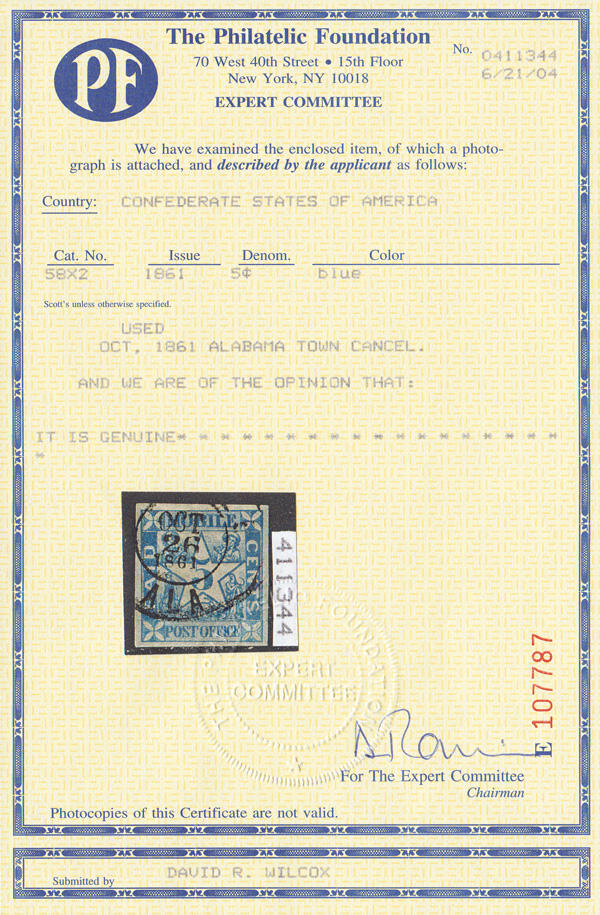 PF
The Philatelic Foundation
70 West 40th Street • 15th Floor
New York, NY 10018
EXPERT COMMITTEE
No. 0411344
6/21/04
We have examined the enclosed item, of which a photo-
graph is attached, and described by the applicant as follows:
Country: CONFEDERATE STATES OF AMERICA
Cat. No. Issue Denom. Color
58X2 1861 5¢ blue
Scott's unless otherwise specified.
USED
OCT, 1861 ALABAMA TOWN CANCEL.
AND WE ARE OF THE OPINION THAT:
IT IS GENUINE* * * * * * * * * * * * * * * * * *
*
OCT
26
1861
ALA
CENTS
POST OFFICE
411344
EXPERT
COMMITTEE
E 107787
For The Expert Committee
Chairman
Photocopies of this Certificate are not valid.
Submitted by DAVID R. WILCOX